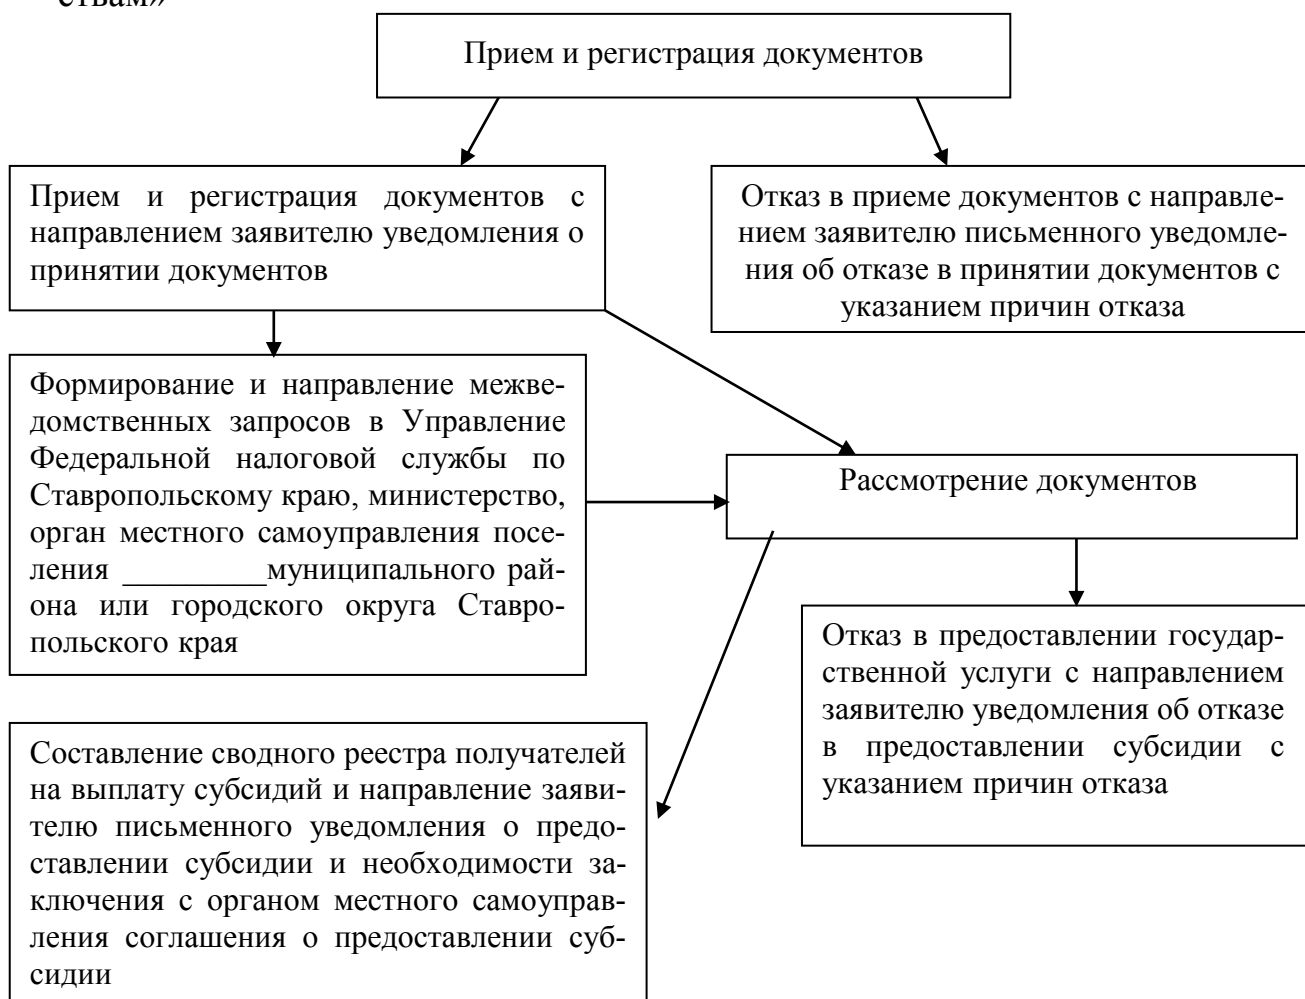 ствам»
Прием и регистрация документов
Прием и регистрация документов с
направлением заявителю уведомления о
принятии документов
Отказ в приеме документов с направле-
нием заявителю письменного уведомле-
ния об отказе в принятии документов с
указанием причин отказа
Формирование и направление межве-
домственных запросов в Управление
Федеральной налоговой службы по
Ставропольскому краю, министерство,
орган местного самоуправления посе-
ления _________муниципального рай-
она или городского округа Ставро-
польского края
Рассмотрение документов
Отказ в предоставлении государ-
ственной услуги с направлением
заявителю уведомления об отказе
в предоставлении субсидии с
указанием причин отказа
Составление сводного реестра получателей
на выплату субсидий и направление заяви-
телю письменного уведомления о предо-
ставлении субсидии и необходимости за-
ключения с органом местного самоуправ-
ления соглашения о предоставлении суб-
сидии